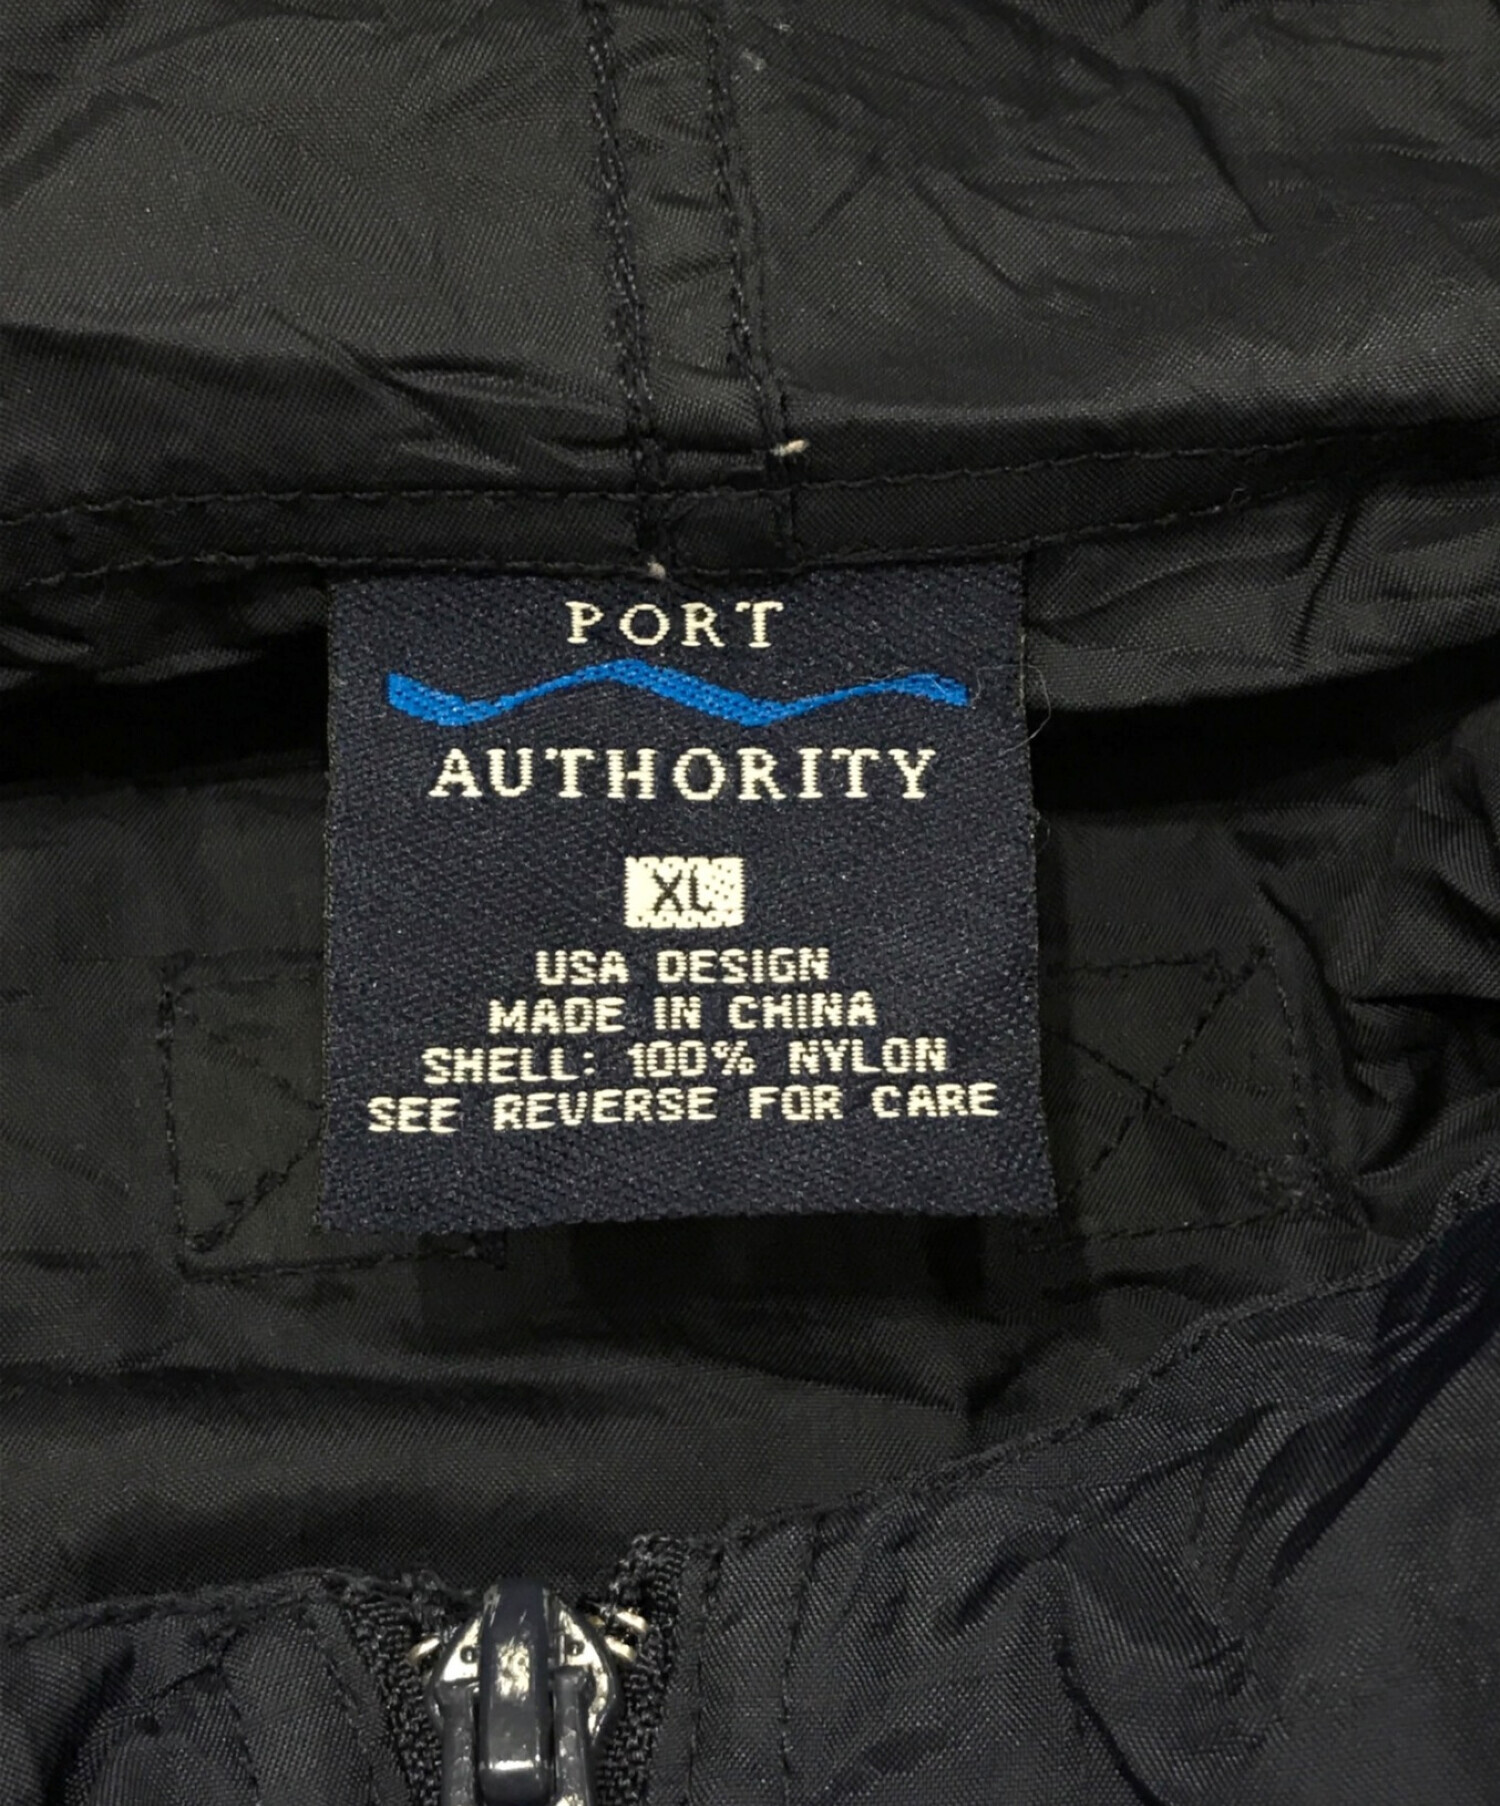 PORT
AUTHORITY
XL
USA DESIGN
MADE IN CHINA
SHELL: 100% NYLON
SEE REVERSE FOR CARE